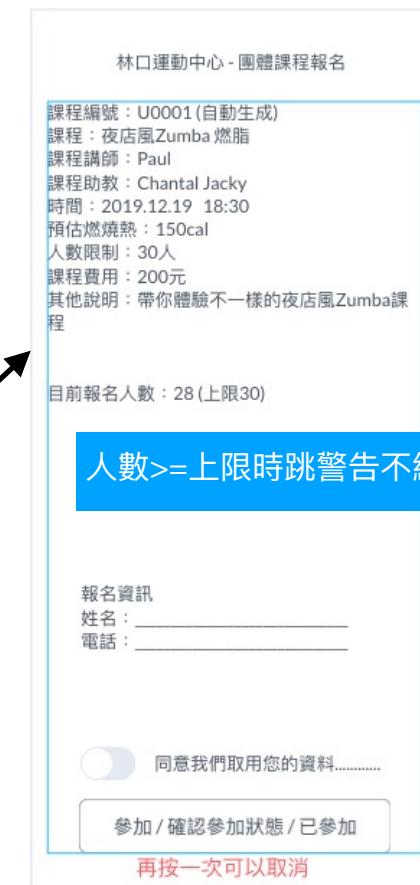 林口運動中心 - 團體課程報名
課程編號：U0001 (自動生成)
課程：夜店風Zumba 燃脂
課程講師：Paul
課程助教：Chantal Jacky
時間：2019.12.19 18:30
預估燃燒熱：150cal
人數限制：30人
課程費用：200元
其他說明：帶你體驗不一樣的夜店風Zumba課
程
目前報名人數：28 (上限30)
人數>=上限時跳警告不
報名資訊
姓名：____________________
電話：____________________
同意我們取用您的資料............
參加 / 確認參加狀態 / 已參加
再按一次可以取消